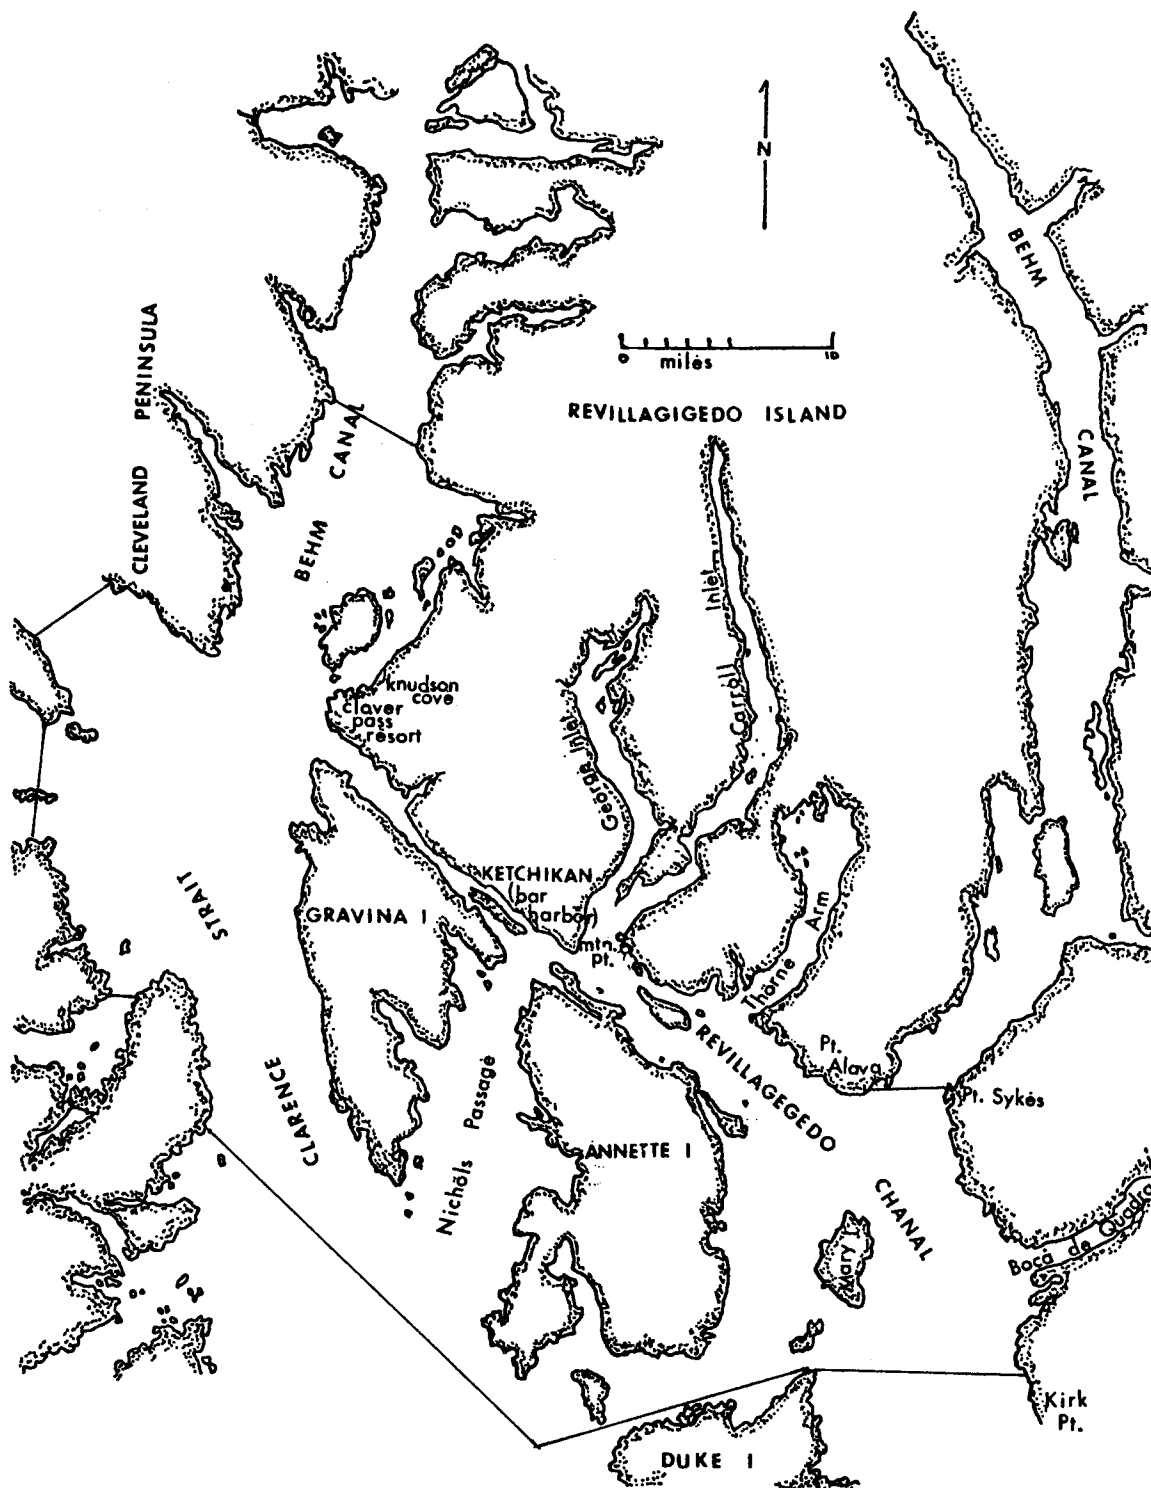 N
BEHM
CANAL
0 10
miles
REVILLAGIGEDO ISLAND
CLEVELAND PENINSULA
BEHM CANAL
Inlet
Carroll
knudson
cove
claver
pass
resort
George Inlet
KETCHIKAN
(bar
harbor)
GRAVINA I
mtn.
pt.
Thorne Arm
STRAIT
CLARENCE
Nichols Passage
REVILLAGEGEDO
CHANAL
Pt.
Alava
Pt. Sykes
ANNETTE I
Mary I
Boca de Quadra
Kirk
Pt.
DUKE I